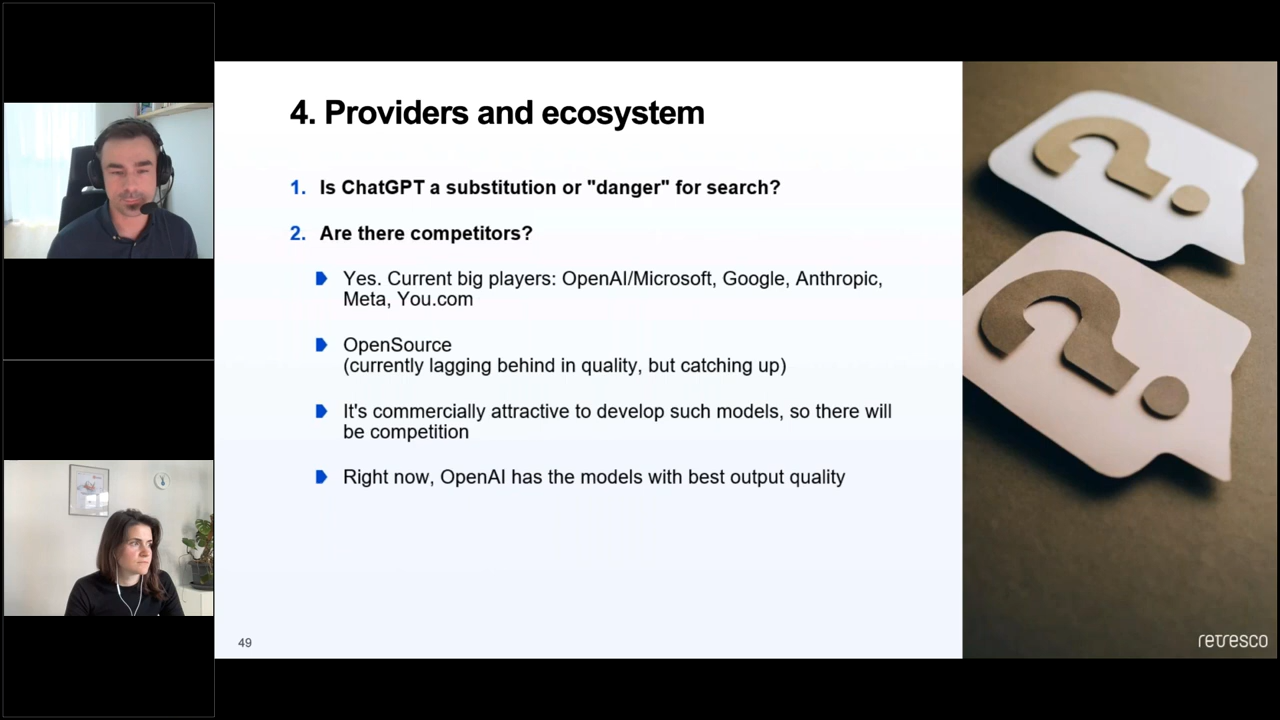 4. Providers and ecosystem
1. Is ChatGPT a substitution or "danger" for search?
2. Are there competitors?
Yes. Current big players: OpenAI/Microsoft, Google, Anthropic,
Meta, You.com
OpenSource
(currently lagging behind in quality, but catching up)
It's commercially attractive to develop such models, so there will
be competition
Right now, OpenAI has the models with best output quality
49
retresco